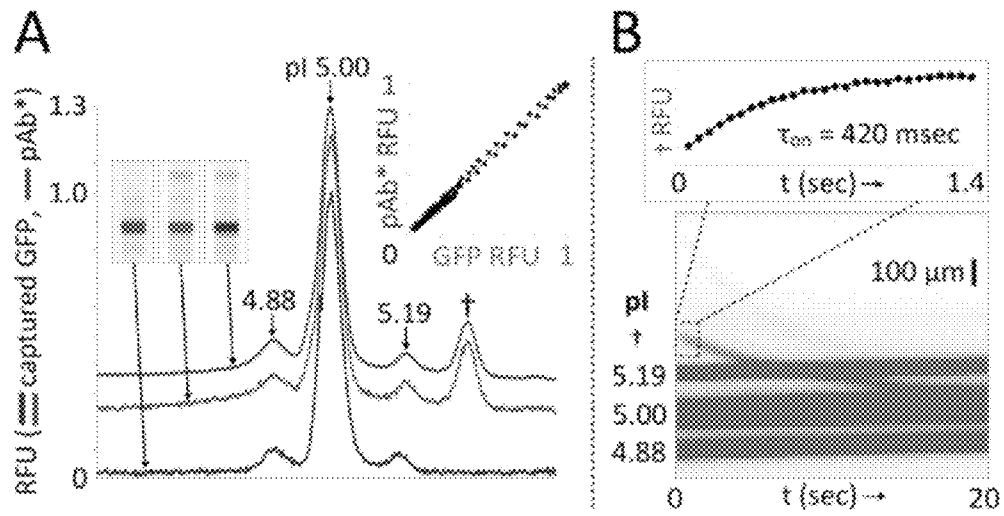 A
RFU ( captured GFP, — pAb*)
1.3
1.0
0
pI 5.00
4.88
5.19
†
pAb* RFU
1
0
GFP RFU 1
B
† RFU
τon = 420 msec
0
t (sec) →
1.4
100 µm
pI
†
5.19
5.00
4.88
0
t (sec) →
20